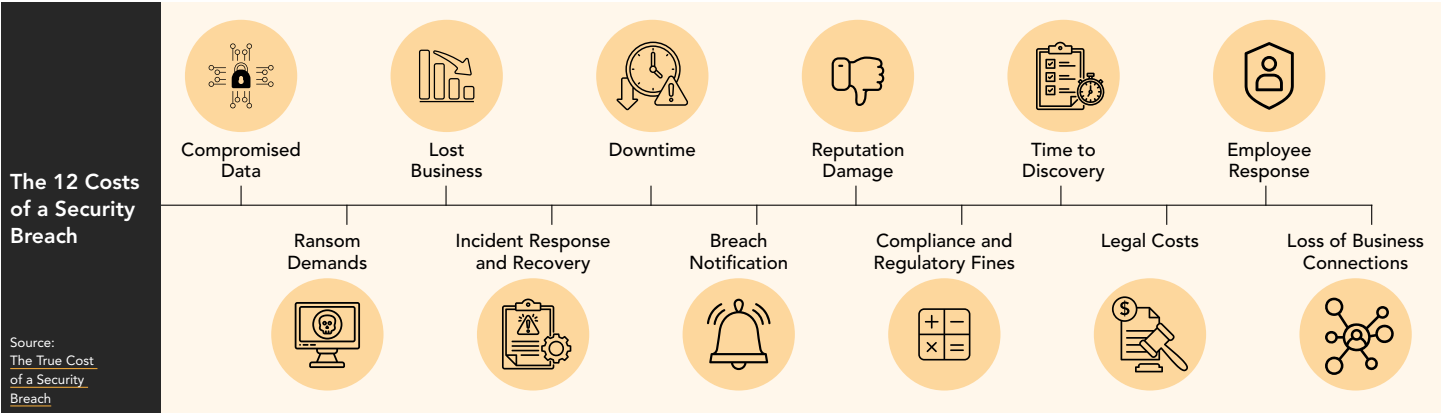 The 12 Costs
of a Security
Breach
Source:
The True Cost
of a Security
Breach
Compromised
Data
Lost
Business
Downtime
Reputation
Damage
Time to
Discovery
Employee
Response
Ransom
Demands
Incident Response
and Recovery
Breach
Notification
Compliance and
Regulatory Fines
Legal Costs
$
Loss of Business
Connections